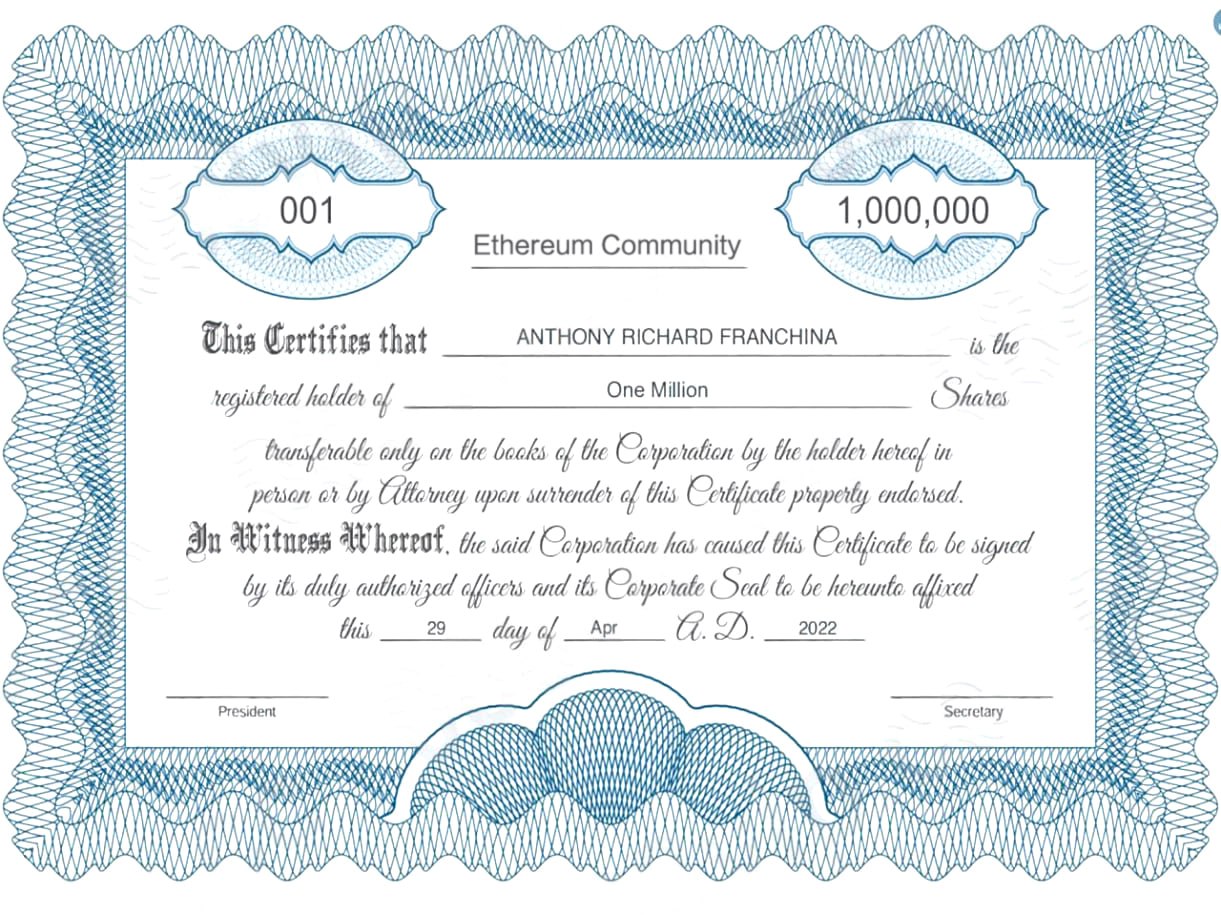 001
1,000,000
Ethereum Community
This Certifies that ANTHONY RICHARD FRANCHINA is the
registered holder of One Million Shares
transferable only on the books of the Corporation by the holder hereof in
person or by Attorney upon surrender of this Certificate property endorsed.
In Witness Whereof, the said Corporation has caused this Certificate to be signed
by its duly authorized officers and its Corporate Seal to be hereunto affixed
this 29 day of Apr A. D. 2022
President
Secretary